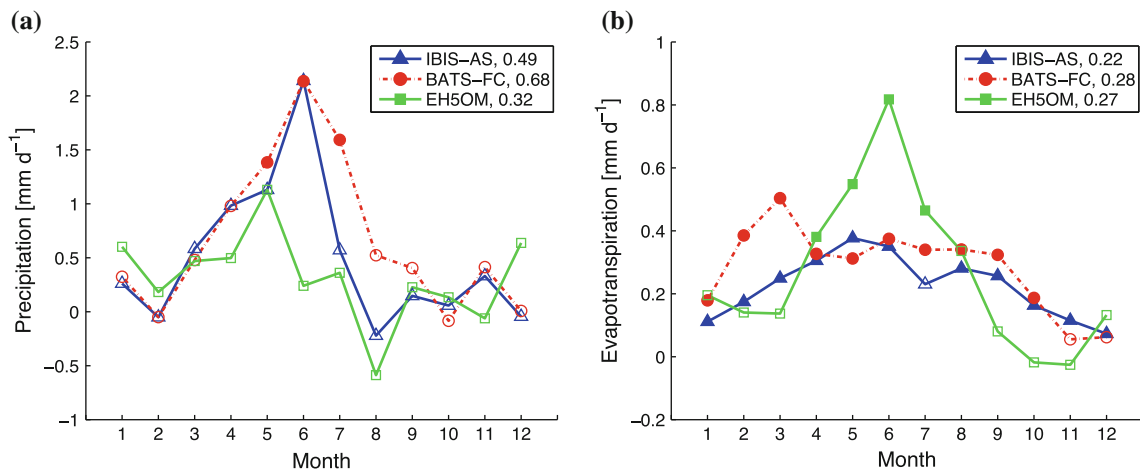 (a)
Precipitation [mm d⁻¹]
2.5
2
1.5
1
0.5
0
−0.5
−1
IBIS−AS, 0.49
BATS−FC, 0.68
EH5OM, 0.32
1 2 3 4 5 6 7 8 9 10 11 12
Month
(b)
Evapotranspiration [mm d⁻¹]
1
0.8
0.6
0.4
0.2
0
−0.2
IBIS−AS, 0.22
BATS−FC, 0.28
EH5OM, 0.27
1 2 3 4 5 6 7 8 9 10 11 12
Month